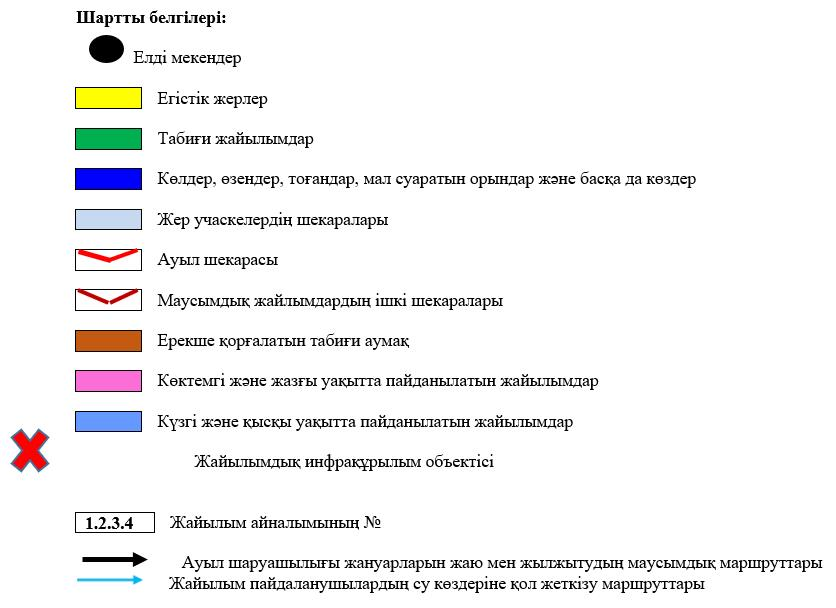 Шартты белгілері:
Елді мекендер
Егістік жерлер
Табиғи жайылымдар
Көлдер, өзендер, тоғандар, мал суаратын орындар және басқа да көздер
Жер учаскелердің шекаралары
Ауыл шекарасы
Маусымдық жайлымдардың ішкі шекаралары
Ерекше қорғалатын табиғи аумақ
Көктемгі және жазғы уақытта пайданылатын жайылымдар
Күзгі және қысқы уақытта пайданылатын жайылымдар
Жайылымдық инфрақұрылым объектісі
1.2.3.4 Жайылым айналымының №
Ауыл шаруашылығы жануарларын жаю мен жылжытудың маусымдық маршруттары
Жайылым пайдаланушылардың су көздеріне қол жеткізу маршруттары